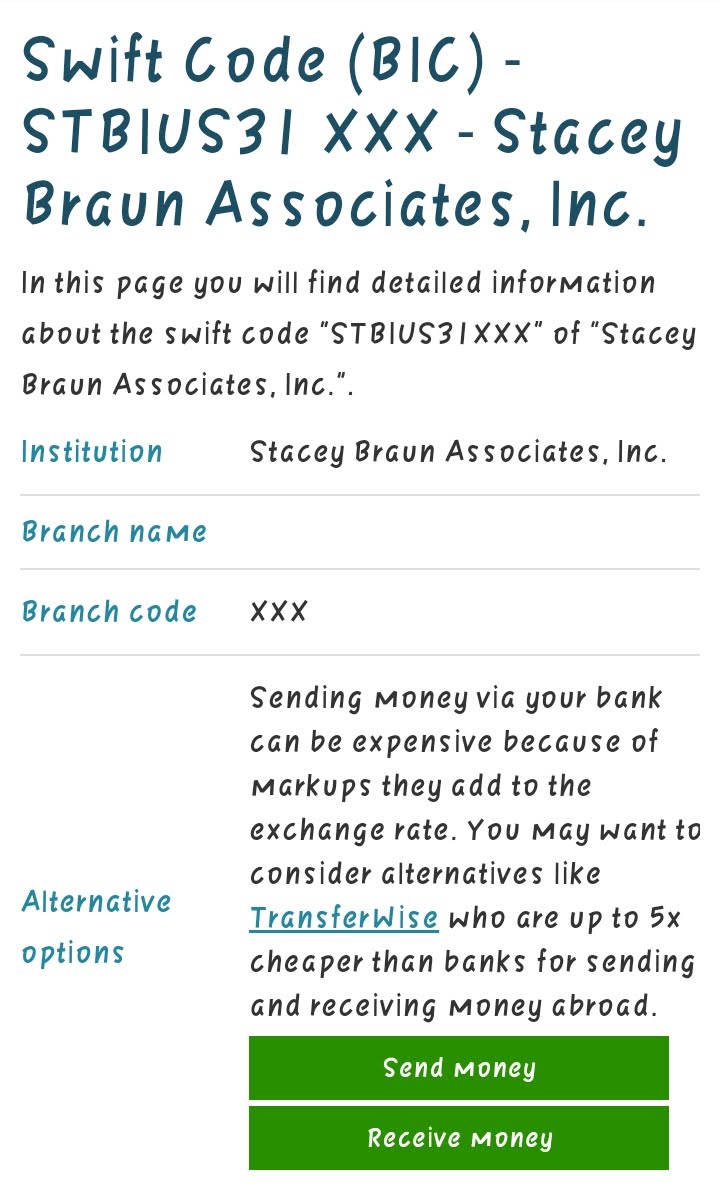 Swift Code (BIC) -
STBIUS31 XXX - Stacey
Braun Associates, Inc.
In this page you will find detailed information
about the swift code "STBIUS31XXX" of "Stacey
Braun Associates, Inc.".
Institution Stacey Braun Associates, Inc.
Branch name
Branch code XXX
Alternative
options
Sending money via your bank
can be expensive because of
markups they add to the
exchange rate. You may want to
consider alternatives like
TransferWise who are up to 5x
cheaper than banks for sending
and receiving money abroad.
Send money
Receive money